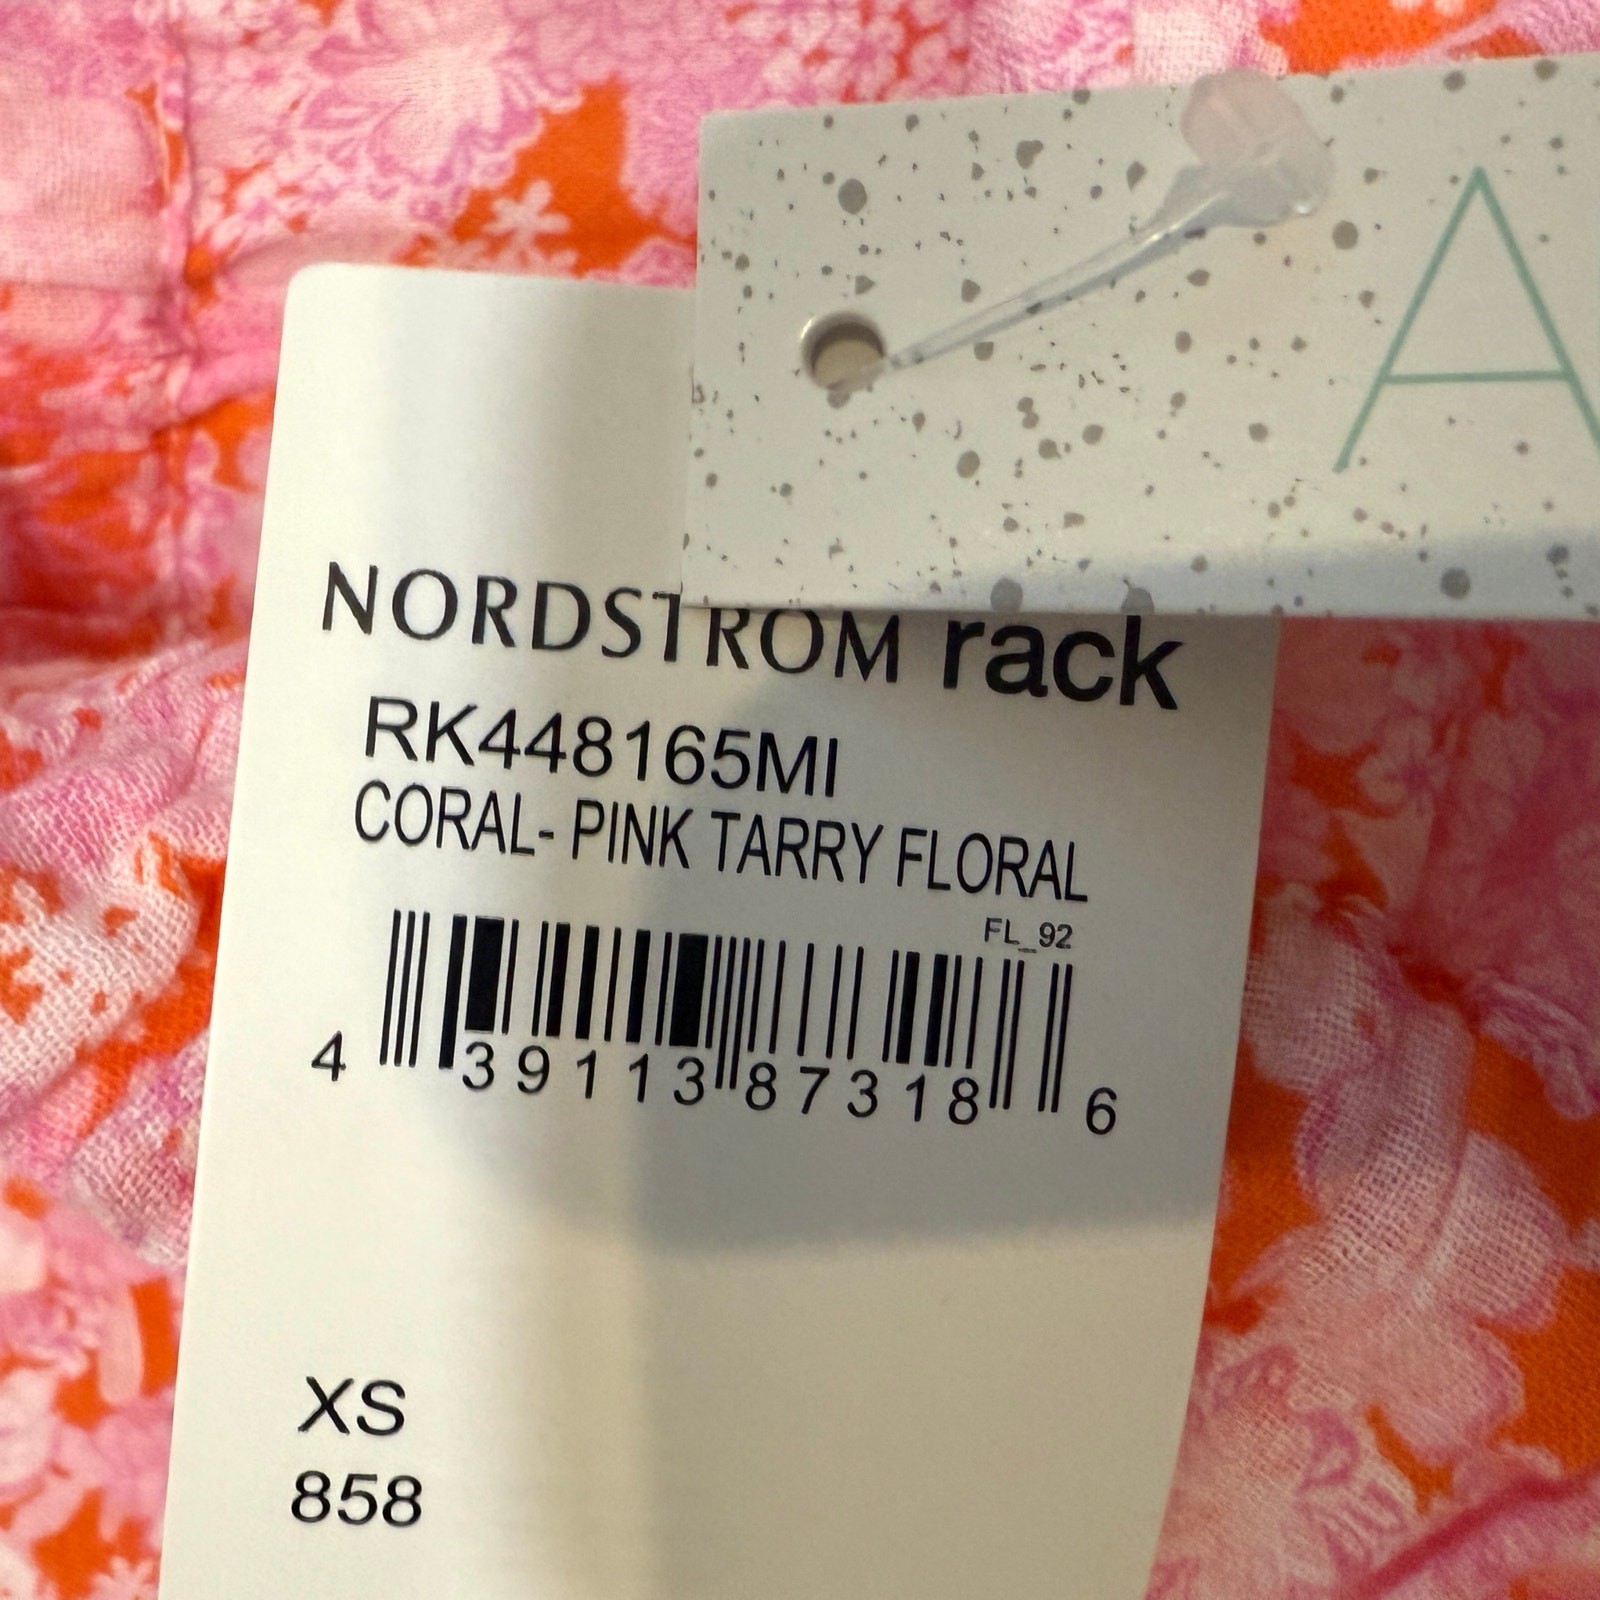 A
NORDSTROM rack
RK448165MI
CORAL- PINK TARRY FLORAL
FL_92
4 39113 87318 6
XS
858